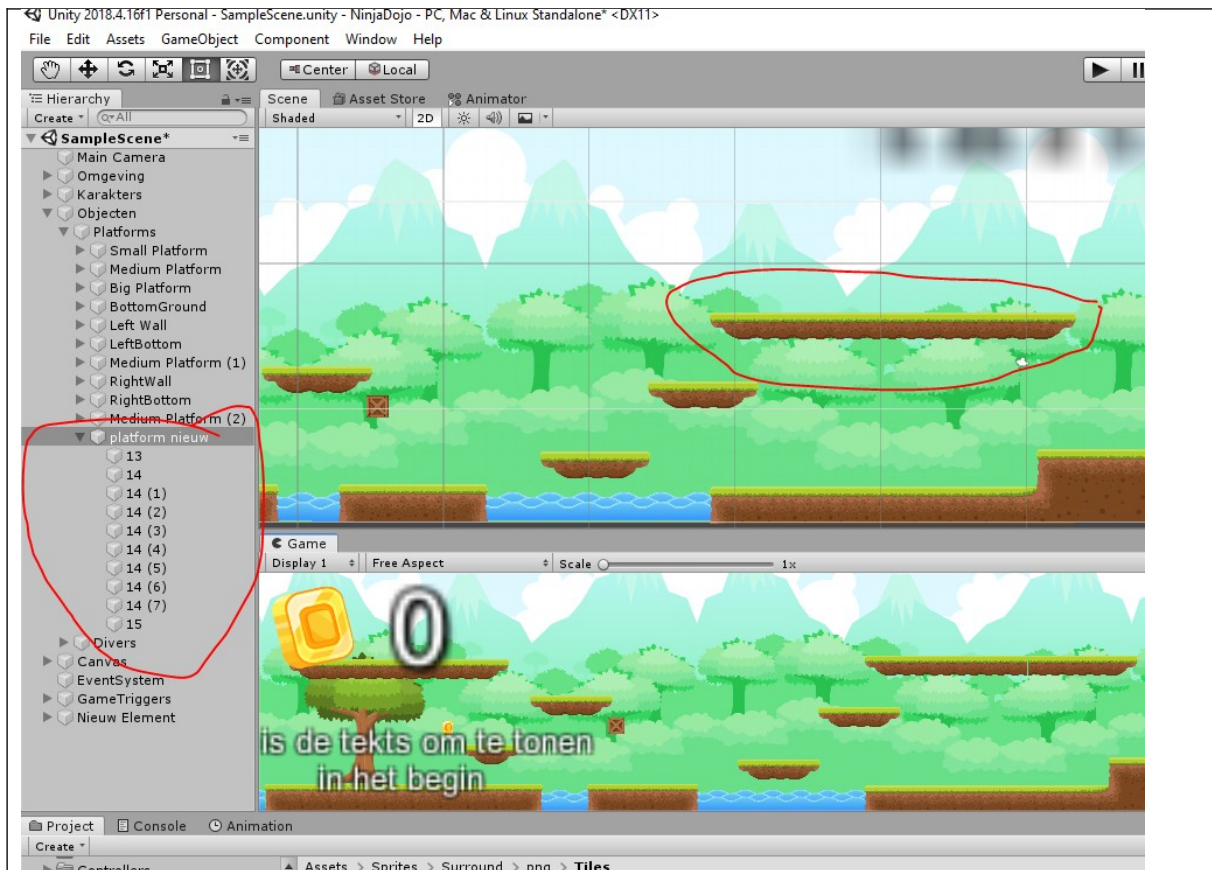 Unity 2018.4.16f1 Personal - SampleScene.unity - NinjaDojo - PC, Mac & Linux Standalone* <DX11>
File Edit Assets GameObject Component Window Help
Center Local
Hierarchy
Scene Asset Store Animator
Create All
Shaded 2D
SampleScene*
Main Camera
Omgeving
Karakters
Objecten
Platforms
Small Platform
Medium Platform
Big Platform
BottomGround
Left Wall
LeftBottom
Medium Platform (1)
RightWall
RightBottom
Medium Platform (2)
platform nieuw
13
14
14 (1)
14 (2)
14 (3)
14 (4)
14 (5)
14 (6)
14 (7)
15
Divers
Canvas
EventSystem
GameTriggers
Nieuw Element
Game
Display 1 Free Aspect Scale 1x
0
is de tekts om te tonen
in het begin
Project Console Animation
Create
Controllers
Assets > Sprites > Surround > png > Tiles